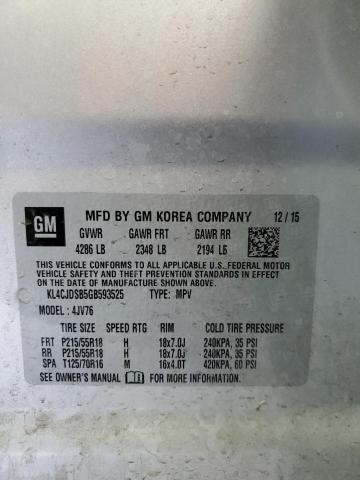 GM
MFD BY GM KOREA COMPANY 12/15
GVWR GAWR FRT GAWR RR
4286 LB 2348 LB 2194 LB
THIS VEHICLE CONFORMS TO ALL APPLICABLE U.S. FEDERAL MOTOR
VEHICLE SAFETY, BUMPER, AND THEFT PREVENTION STANDARDS IN EFFECT
ON THE DATE OF MANUFACTURE SHOWN ABOVE.
KL4CJDSB5GB593525 TYPE: MPV
MODEL : 4JV76
TIRE SIZE SPEED RTG RIM COLD TIRE PRESSURE
FRT P215/55R18 H 18x7.0J 240KPA, 35 PSI
RR P215/55R18 H 18x7.0J 240KPA, 35 PSI
SPA T125/70R16 M 16x4.0T 420KPA, 60 PSI
SEE OWNER'S MANUAL FOR MORE INFORMATION.